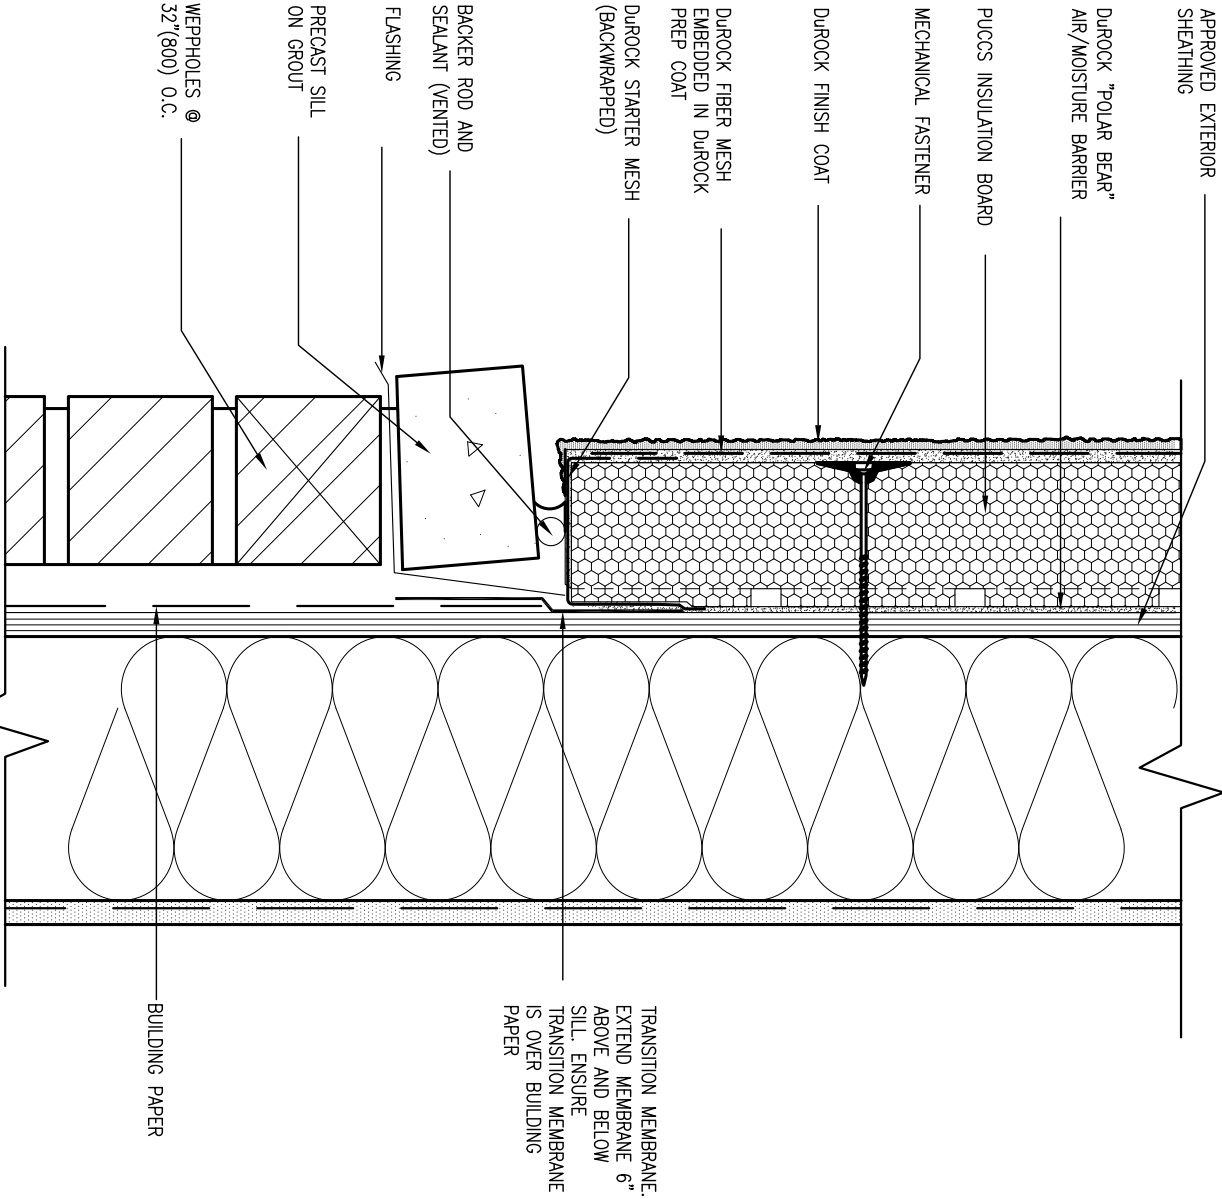 APPROVED EXTERIOR
SHEATHING
DuROCK "POLAR BEAR"
AIR/MOISTURE BARRIER
PUCCS INSULATION BOARD
MECHANICAL FASTENER
DuROCK FINISH COAT
DuROCK FIBER MESH
EMBEDDED IN DuROCK
PREP COAT
DuROCK STARTER MESH
(BACKWRAPPED)
BACKER ROD AND
SEALANT (VENTED)
FLASHING
PRECAST SILL
ON GROUT
WEPPHOLES @
32"(800) O.C.
TRANSITION MEMBRANE.
EXTEND MEMBRANE 6"
ABOVE AND BELOW
SILL. ENSURE
TRANSITION MEMBRANE
IS OVER BUILDING
PAPER
BUILDING PAPER